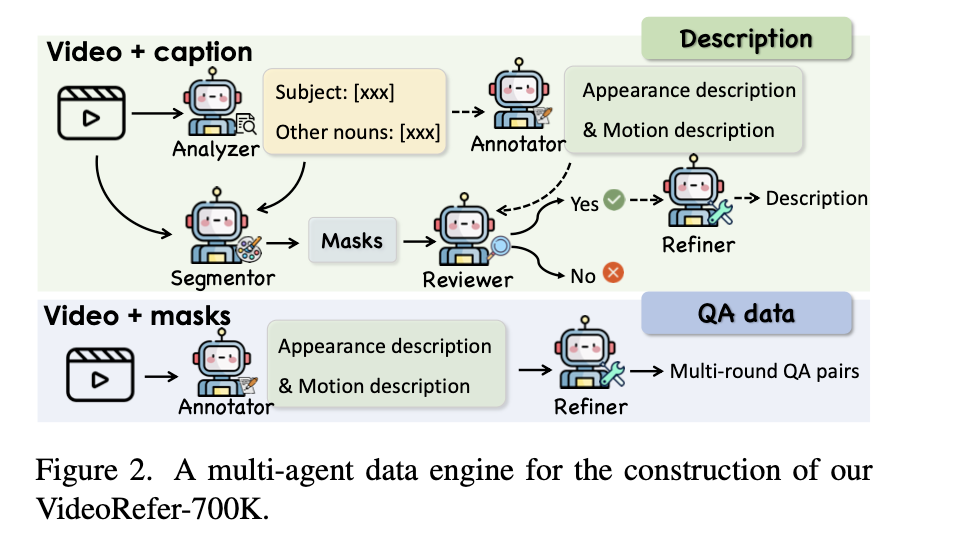 Video + caption
Description
Analyzer
Subject: [xxx]
Other nouns: [xxx]
Annotator
Appearance description
& Motion description
Segmentor
Masks
Reviewer
Yes
No
Refiner
Description
Video + masks
QA data
Annotator
Appearance description
& Motion description
Refiner
Multi-round QA pairs
Figure 2. A multi-agent data engine for the construction of our
VideoRefer-700K.